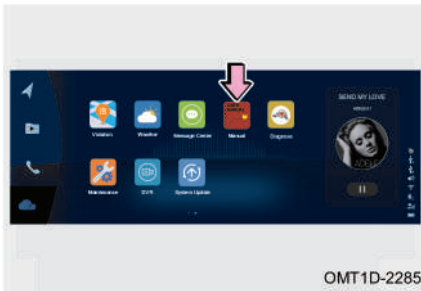 SEND MY LOVE
Violation
Weather
Message Center
Manual
Diagnose
ADELE
Maintenance
DVR
System Update
OMT1D-2285